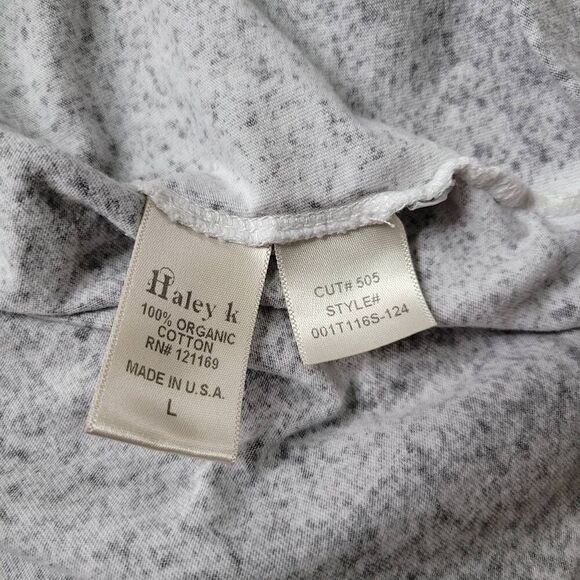 Haley k
100% ORGANIC
COTTON
RN# 121169
MADE IN U.S.A.
L
CUT# 505
STYLE#
001T116S-124